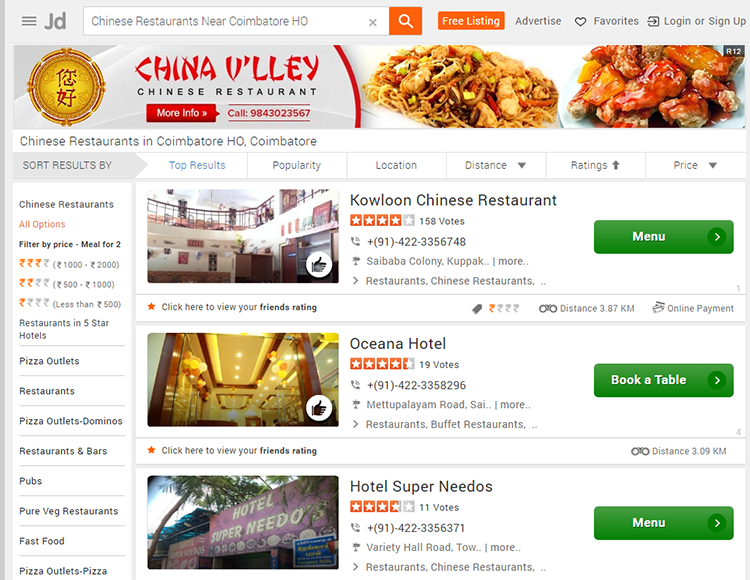 Jd
Chinese Restaurants Near Coimbatore HO
×
Free Listing
Advertise
Favorites
Login or Sign Up
您好
CHINA V'LLEY
CHINESE RESTAURANT
More Info »
Call: 9843023567
R12
Chinese Restaurants in Coimbatore HO, Coimbatore
SORT RESULTS BY
Top Results
Popularity
Location
Distance
Ratings
Price
Chinese Restaurants
All Options
Filter by price - Meal for 2
₹₹₹₹ (₹ 1000 - ₹2000)
₹₹₹₹ (₹ 500 - ₹ 1000)
₹₹₹₹ (Less than ₹ 500)
Restaurants in 5 Star
Hotels
Pizza Outlets
Restaurants
Pizza Outlets-Dominos
Restaurants & Bars
Pubs
Pure Veg Restaurants
Fast Food
Pizza Outlets-Pizza
Kowloon Chinese Restaurant
158 Votes
+(91)-422-3356748
Saibaba Colony, Kuppak.. | more..
Restaurants, Chinese Restaurants, ..
Menu
1
Click here to view your friends rating
₹₹₹₹
Distance 3.87 KM
Online Payment
Oceana Hotel
19 Votes
+(91)-422-3358296
Mettupalayam Road, Sai.. | more..
Restaurants, Buffet Restaurants, ..
Book a Table
4
Click here to view your friends rating
Distance 3.09 KM
HOTEL
SUPER NEEDO'S
Hotel Super Needos
11 Votes
+(91)-422-3356371
Variety Hall Road, Tow.. | more..
Restaurants, Chinese Restaurants, ..
Menu